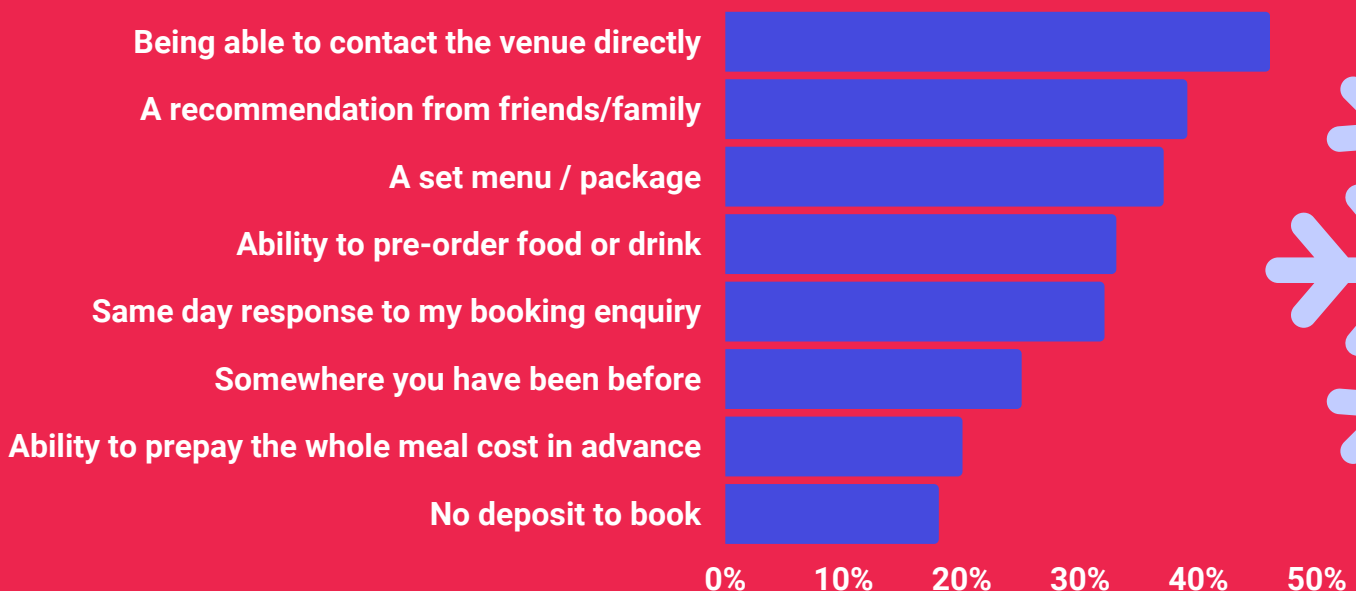 Being able to contact the venue directly
A recommendation from friends/family
A set menu / package
Ability to pre-order food or drink
Same day response to my booking enquiry
Somewhere you have been before
Ability to prepay the whole meal cost in advance
No deposit to book
0% 10% 20% 30% 40% 50%